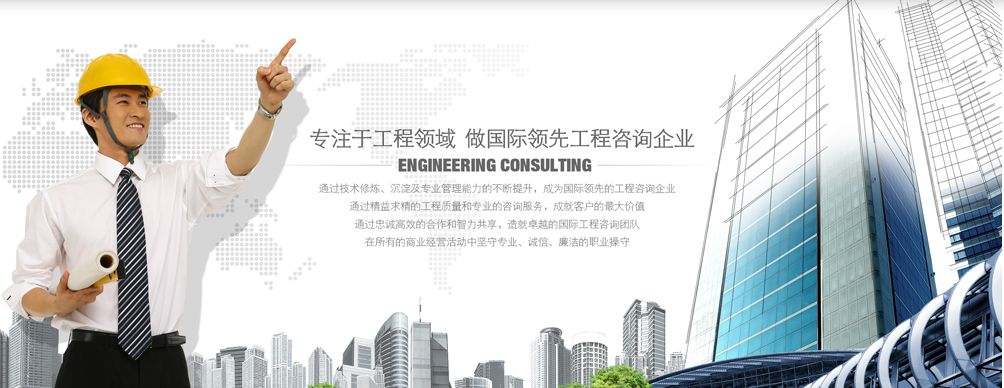 专注于工程领域 做国际领先工程咨询企业
ENGINEERING CONSULTING
通过技术修炼、沉淀及专业管理能力的不断提升，成为国际领先的工程咨询企业
通过精益求精的工程质量和专业的咨询服务，成就客户的最大价值
通过忠诚高效的合作和智力共享，造就卓越的国际工程咨询团队
在所有的商业经营活动中坚守专业、诚信、廉洁的职业操守